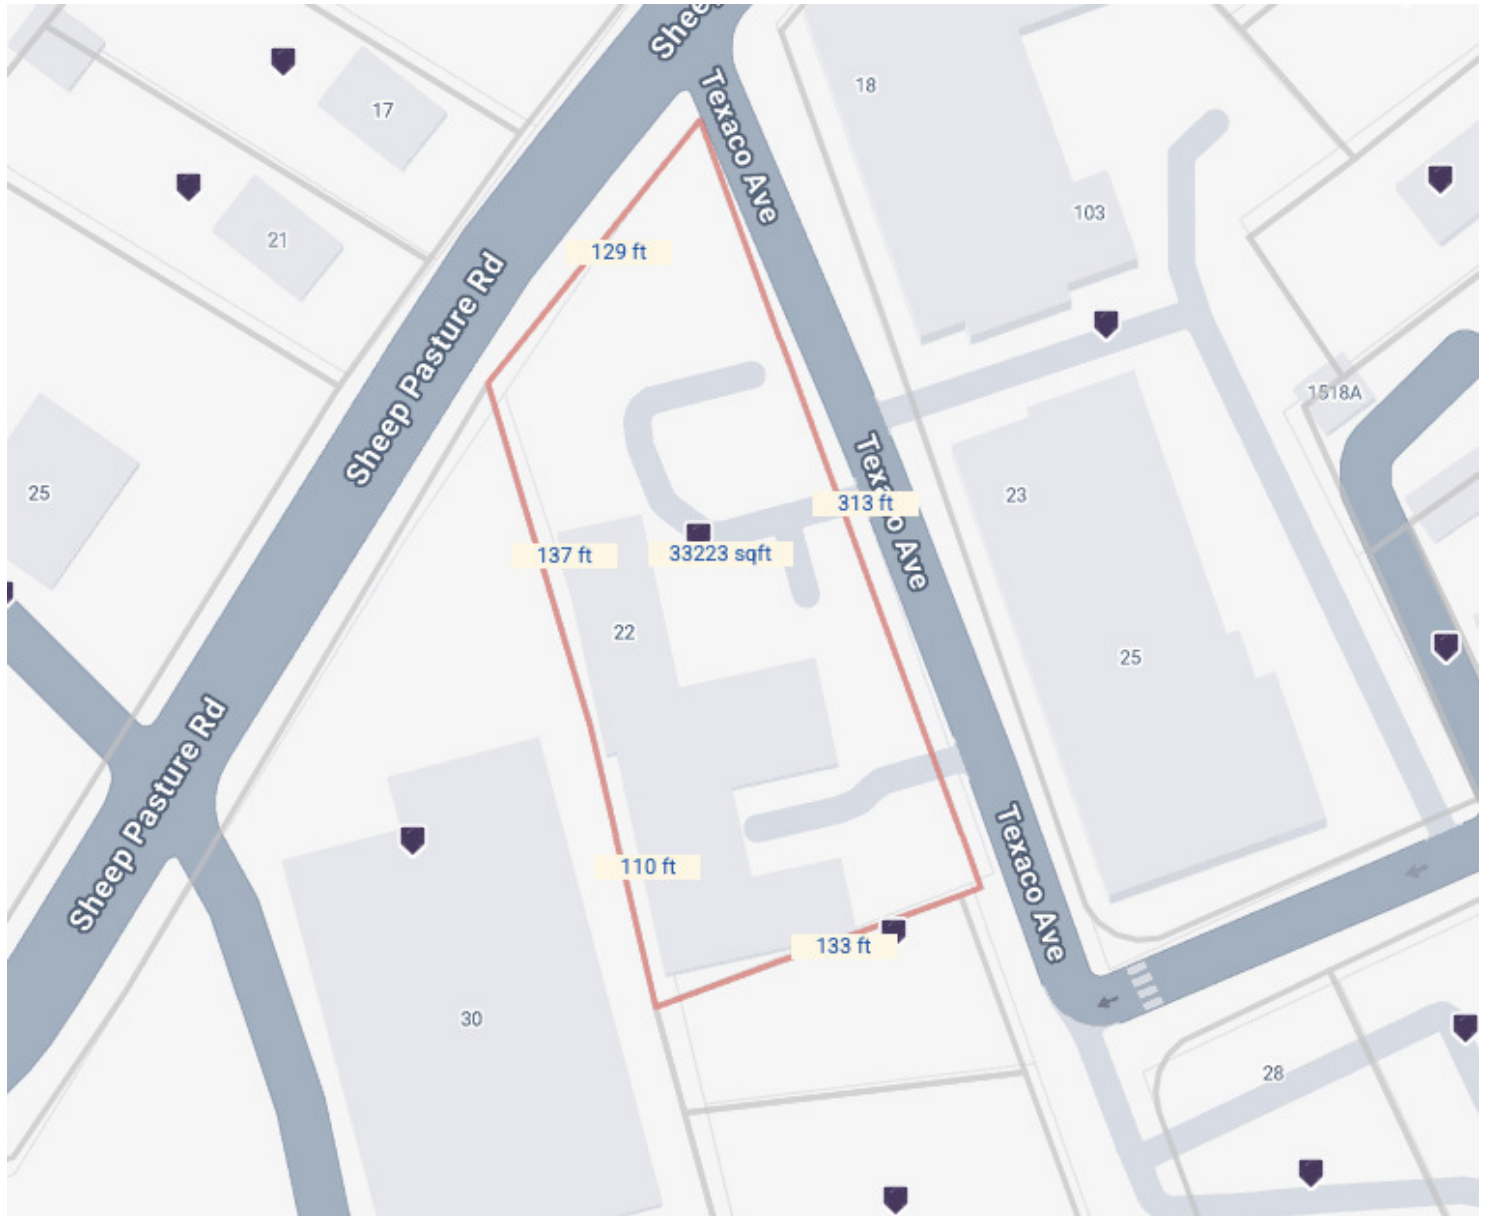 Shee
17
Texaco Ave
18
103
21
129 ft
Sheep Pasture Rd
1518A
25
23
313 ft
Texaco Ave
137 ft
33223 sqft
22
25
Sheep Pasture Rd
110 ft
Texaco Ave
133 ft
30
28